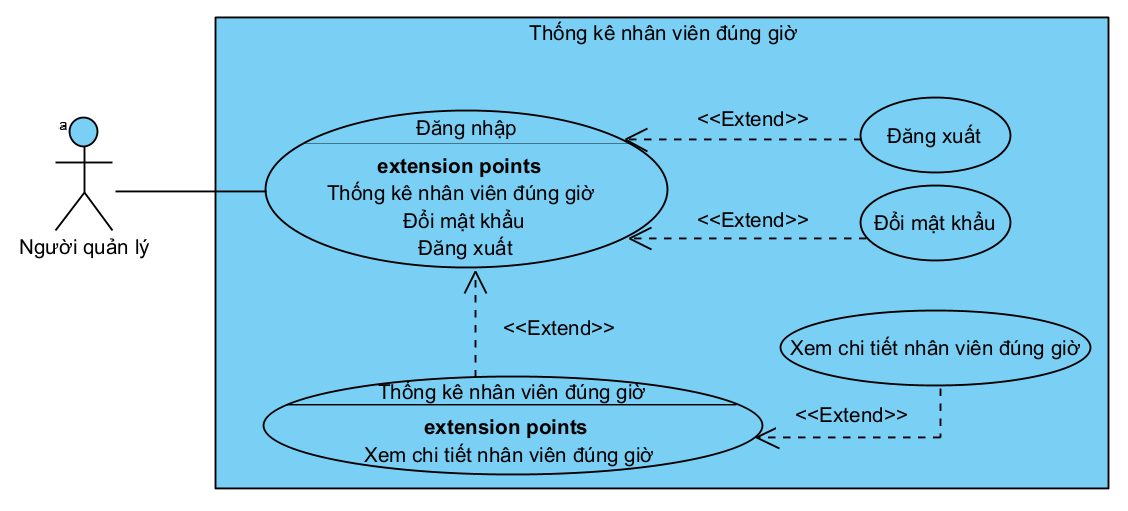 Thống kê nhân viên đúng giờ
a
Người quản lý
Đăng nhập
extension points
Thống kê nhân viên đúng giờ
Đổi mật khẩu
Đăng xuất
<<Extend>>
Đăng xuất
<<Extend>>
Đổi mật khẩu
<<Extend>>
Xem chi tiết nhân viên đúng giờ
<<Extend>>
Thống kê nhân viên đúng giờ
extension points
Xem chi tiết nhân viên đúng giờ